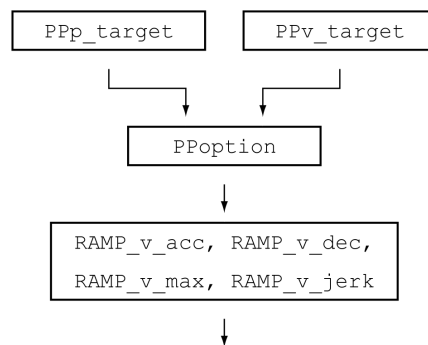 PPp_target
PPv_target
PPoption
RAMP_v_acc, RAMP_v_dec,
RAMP_v_max, RAMP_v_jerk